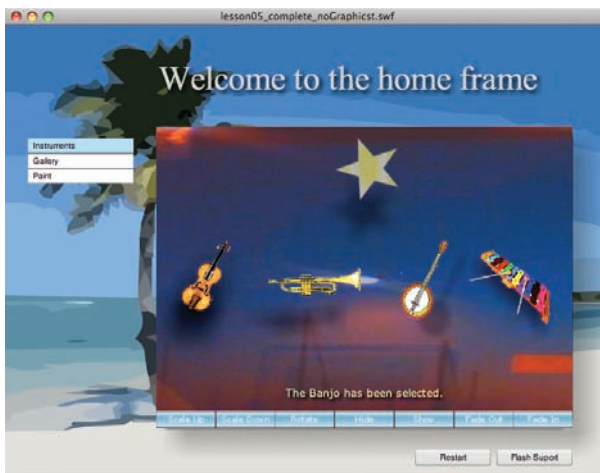 lesson05_complete_noGraphicst.swf
Welcome to the home frame
Instruments
Gallery
Paint
The Banjo has been selected.
Scale Up Scale Down Rotate Hide Show Fade Out Fade In
Restart Flash Suport